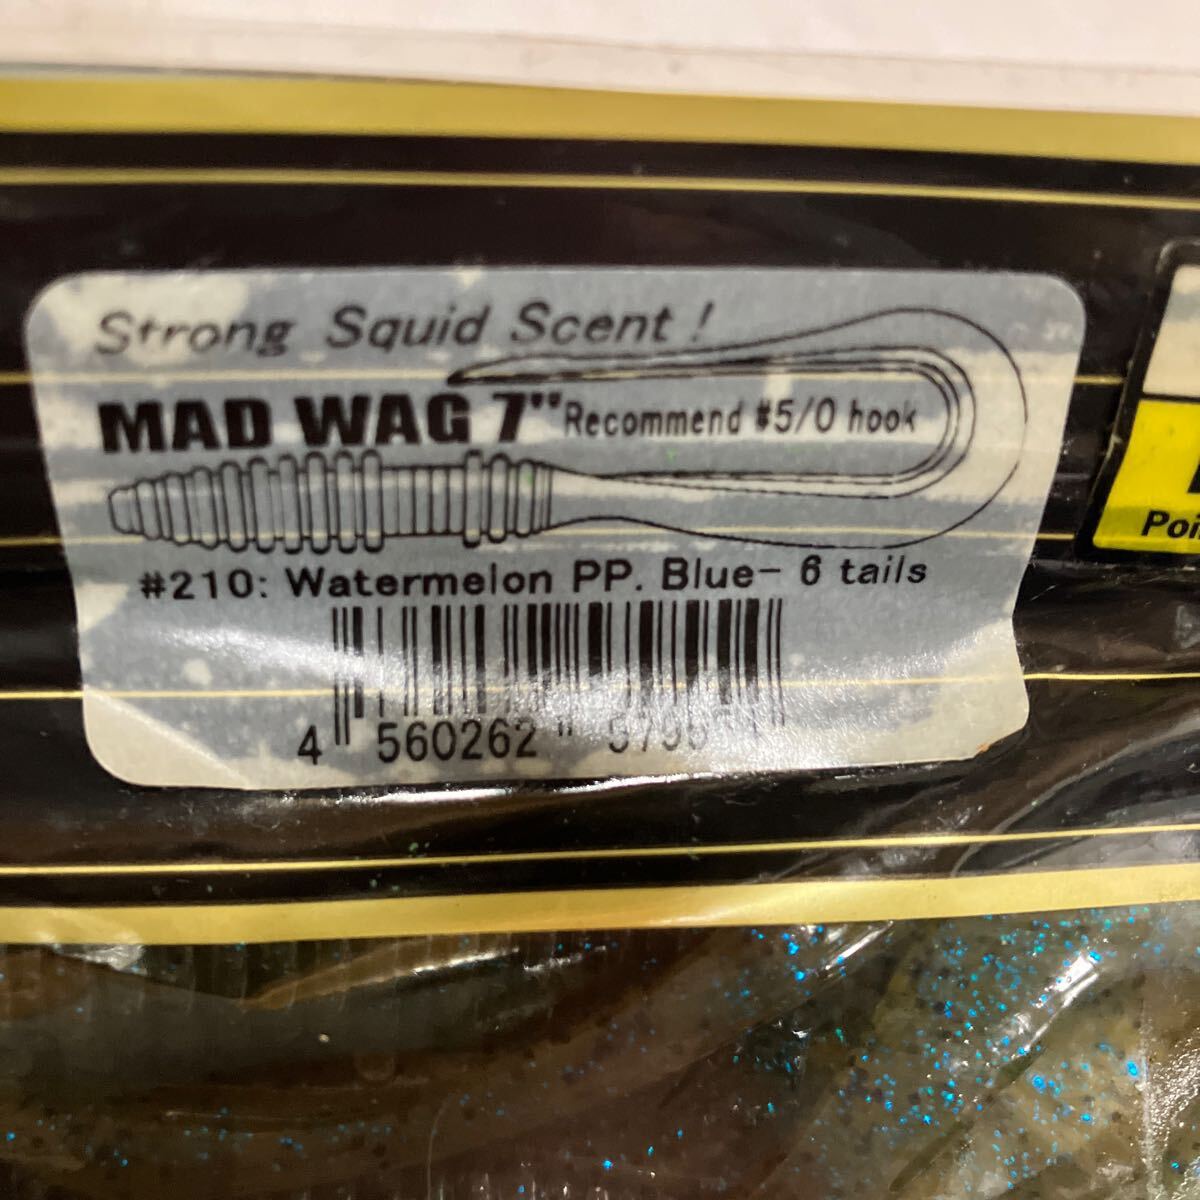 Strong Squid Scent !
MAD WAG 7" Recommend #5/0 hook
#210: Watermelon PP. Blue- 6 tails
4 560262